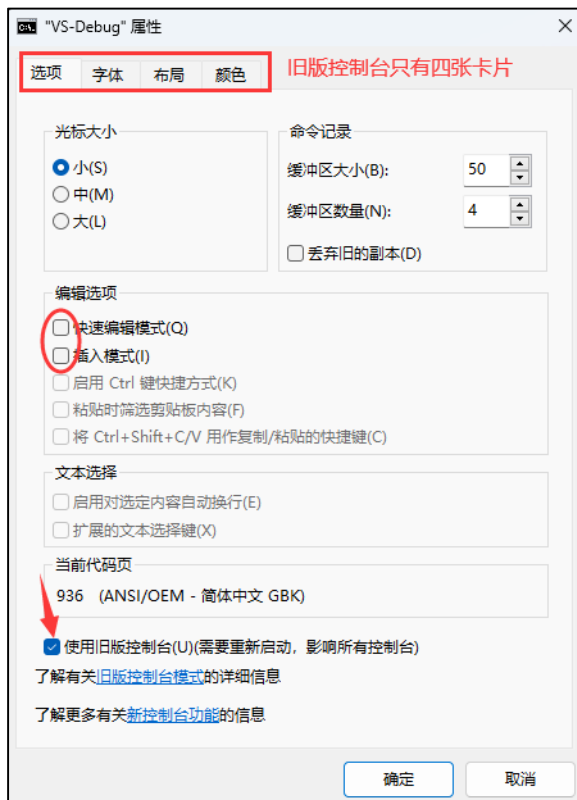 "VS-Debug" 属性
选项 字体 布局 颜色
旧版控制台只有四张卡片
光标大小
小(S)
中(M)
大(L)
命令记录
缓冲区大小(B): 50
缓冲区数量(N): 4
丢弃旧的副本(D)
编辑选项
快速编辑模式(Q)
插入模式(I)
启用 Ctrl 键快捷方式(K)
粘贴时筛选剪贴板内容(F)
将 Ctrl+Shift+C/V 用作复制/粘贴的快捷键(C)
文本选择
启用对选定内容自动换行(E)
扩展的文本选择键(X)
当前代码页
936 (ANSI/OEM - 简体中文 GBK)
使用旧版控制台(U)(需要重新启动，影响所有控制台)
了解有关旧版控制台模式的详细信息
了解更多有关新控制台功能的信息
确定 取消